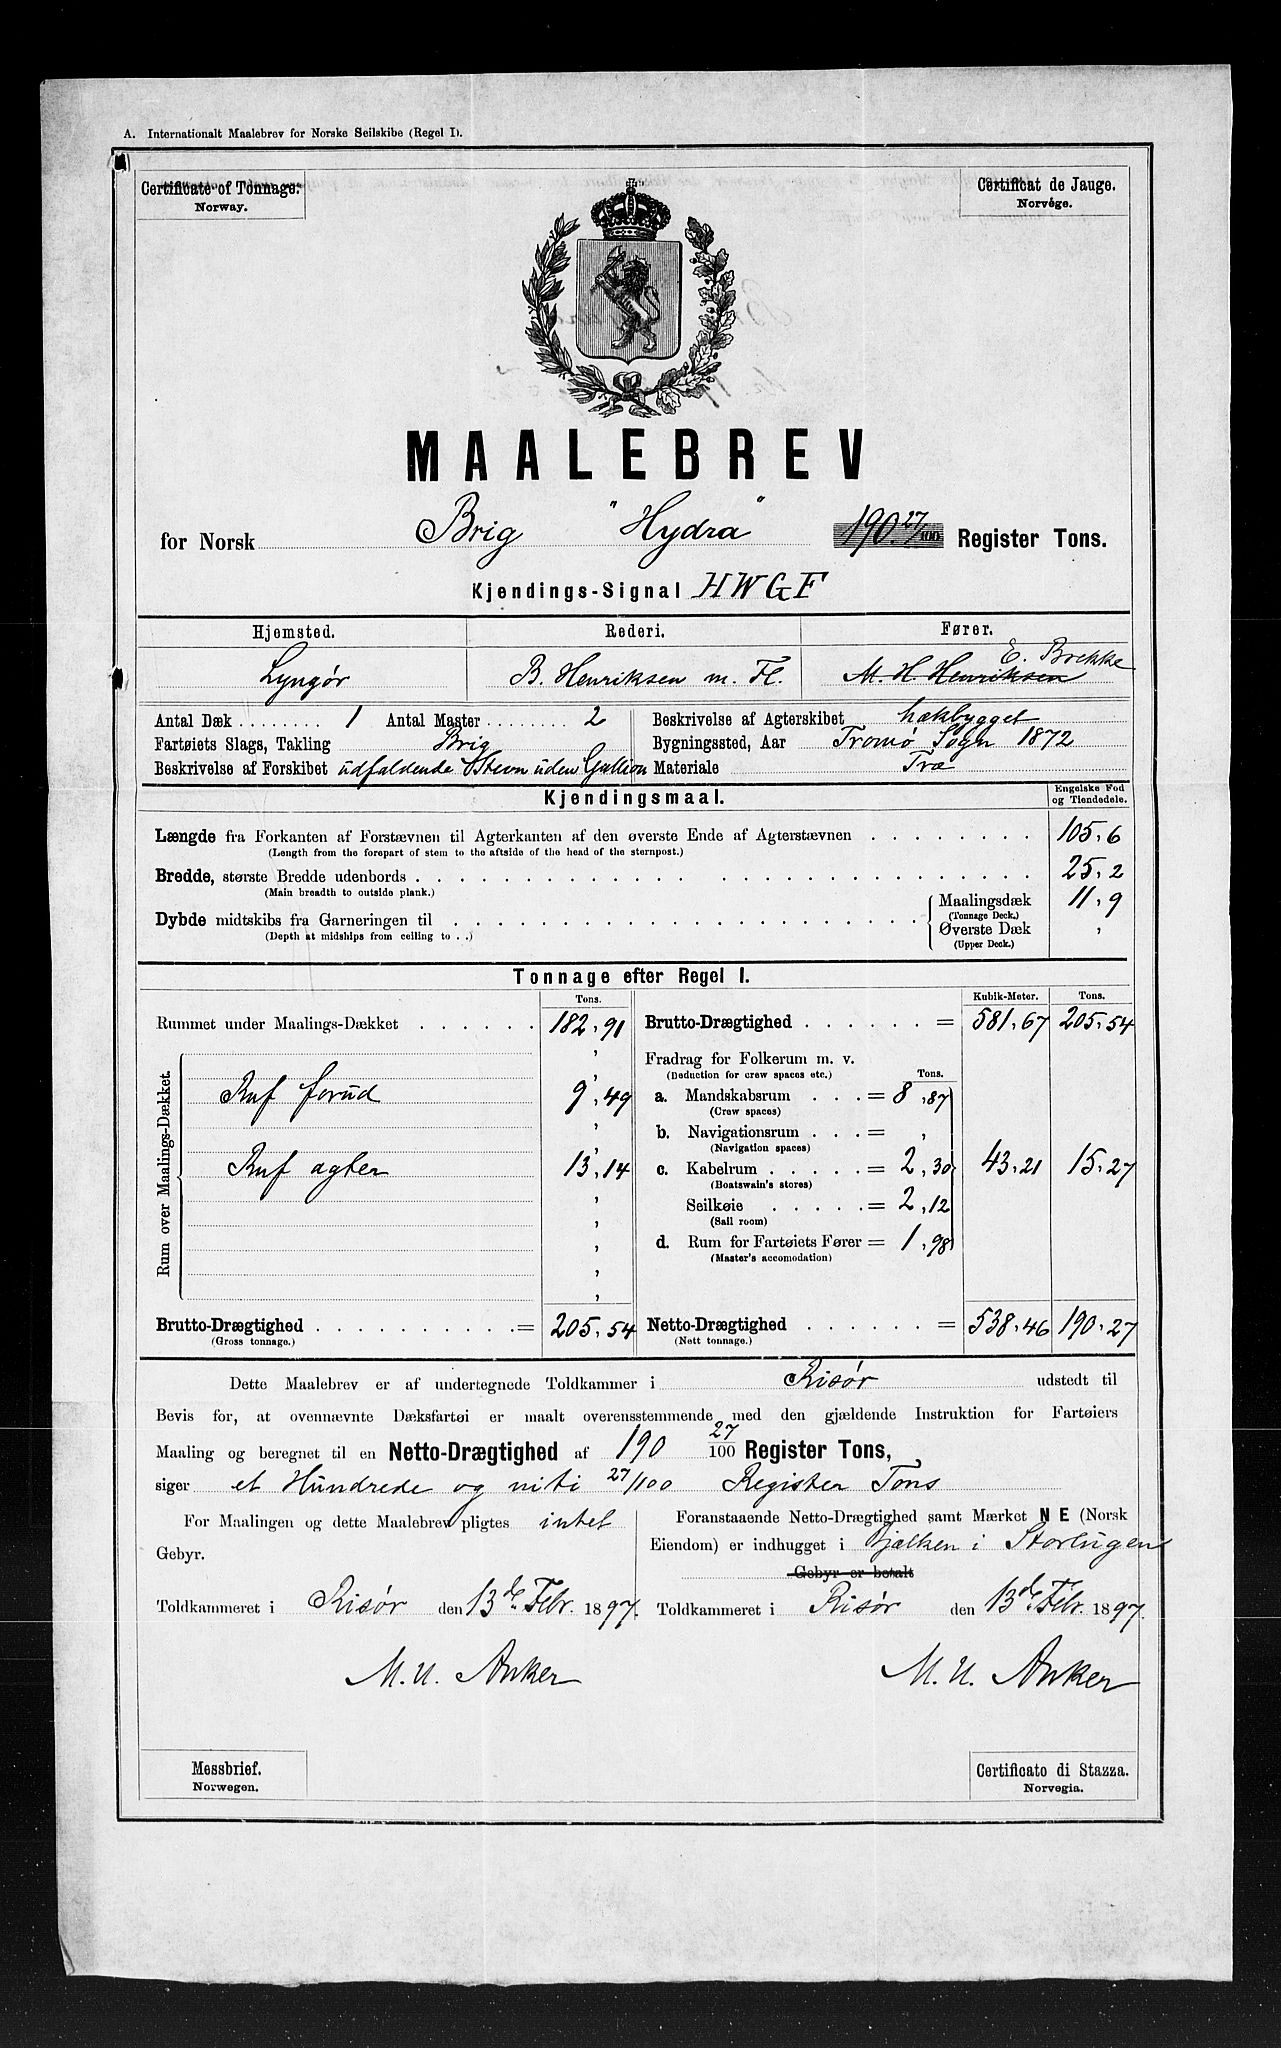 A. Internationalt Maalebrev for Norske Seilskibe (Regel I).
Certificate of Tonnage.
Norway.
Certificat de Jauge.
Norvége.
MAALEBREV
for Norsk Brig "Hydra" 190 27/100 Register Tons.
Kjendings-Signal HWGF
Hjemsted. Rederi. Fører.
E. Brekke
Lyngør B. Henriksen m. Fl. M. H. Henriksen
Antal Dæk 1 Antal Master 2 Beskrivelse af Agterskibet hækbygget
Fartøiets Slags, Takling Brig Bygningssted, Aar Tromø Sogn 1872
Beskrivelse af Forskibet udfaldende Stevn uden Gallion Materiale Træ
Kjendingsmaal. Engelske Fod og Tiendedele.
Længde fra Forkanten af Forstævnen til Agterkanten af den øverste Ende af Agterstævnen 105,6
(Length from the forepart of stem to the aftside of the head of the sternpost.)
Bredde, største Bredde udenbords 25,2
(Main breadth to outside plank.)
Dybde midtskibs fra Garneringen til Maalingsdæk 11,9
(Depth at midships from ceiling to . .) (Tonnage Deck.)
Øverste Dæk ,
(Upper Deck.)
Tonnage efter Regel I.
Tons.
Rummet under Maalings-Dækket 182,91
Rum over Maalings-Dækket.
Ruf forud 9,49
Ruf agter 13,14
Brutto-Drægtighed = 205,54
(Gross tonnage.)
Kubik-Meter. Tons.
Brutto-Drægtighed = 581,67 205,54
Fradrag for Folkerum m. v.
(Deduction for crew spaces etc.) Tons.
a. Mandskabsrum = 8,87
(Crew spaces)
b. Navigationsrum = ,
(Navigation spaces)
c. Kabelrum = 2,30 43,21 15,27
(Boatswain's stores)
Seilkøie = 2,12
(Sail room)
d. Rum for Fartøiets Fører = 1,98
(Master's accomodation)
Netto-Drægtighed = 538,46 190,27
(Nett tonnage.)
Dette Maalebrev er af undertegnede Toldkammer i Risør udstedt til
Bevis for, at ovennævnte Dæksfartøi er maalt overensstemmende med den gjældende Instruktion for Fartøiers
Maaling og beregnet til en Netto-Drægtighed af 190 27/100 Register Tons,
siger et Hundrede og niti 27/100 Register Tons
For Maalingen og dette Maalebrev pligtes intet
Gebyr.
Toldkammeret i Risør den 13de Febr. 1897.
M. U. Anker
Foranstaaende Netto-Drægtighed samt Mærket NE (Norsk
Eiendom) er indhugget i Bjælken i Storlugen
Gebyr er betalt
Toldkammeret i Risør den 13de Febr. 1897.
M. U. Anker
Messbrief.
Norwegen.
Certificato di Stazza.
Norvegia.